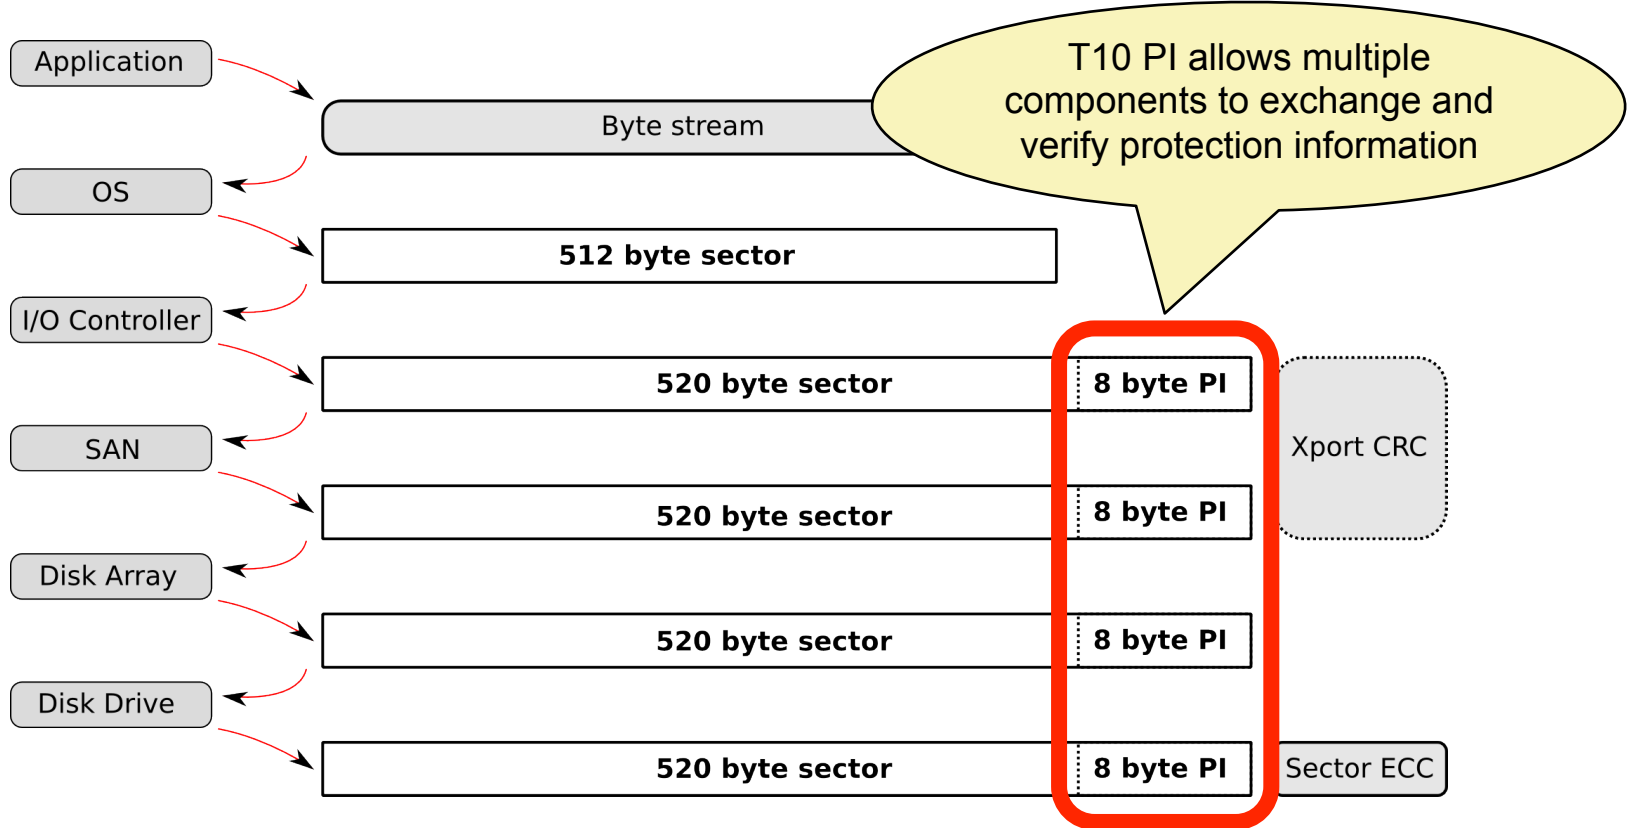 Application
T10 PI allows multiple
components to exchange and
verify protection information
Byte stream
OS
512 byte sector
I/O Controller
520 byte sector
8 byte PI
Xport CRC
SAN
520 byte sector
8 byte PI
Disk Array
520 byte sector
8 byte PI
Disk Drive
520 byte sector
8 byte PI
Sector ECC